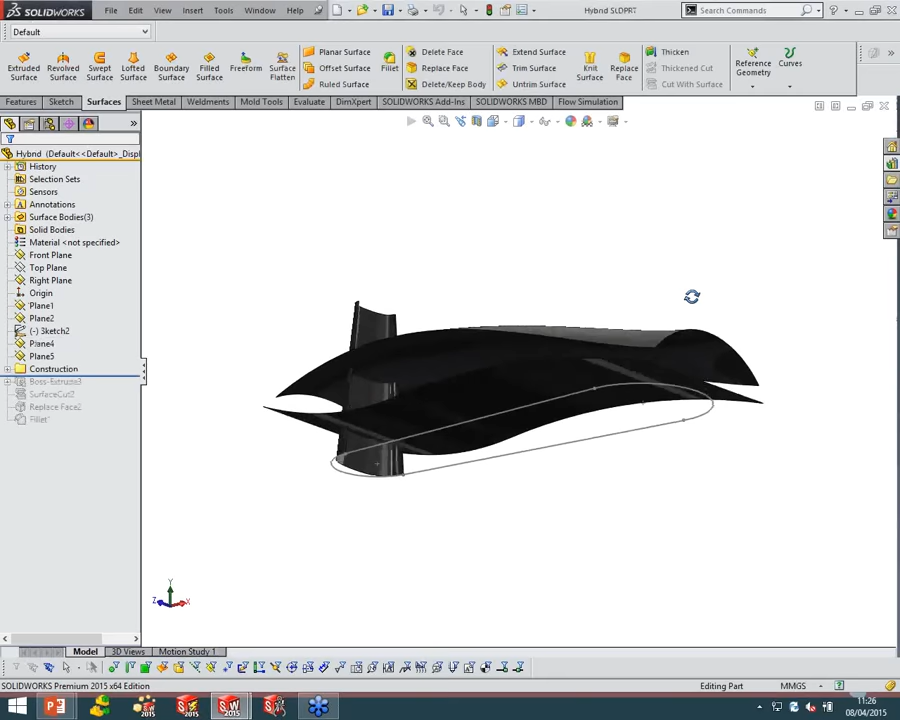 SOLIDWORKS
File Edit View Insert Tools Window Help
Hybnd SLDPRT
Search Commands
Default
Extruded Surface
Revolved Surface
Swept Surface
Lofted Surface
Boundary Surface
Filled Surface
Freeform
Surface Flatten
Planar Surface
Offset Surface
Ruled Surface
Fillet
Delete Face
Replace Face
Delete/Keep Body
Extend Surface
Trim Surface
Untrim Surface
Knit Surface
Replace Face
Thicken
Thickened Cut
Cut With Surface
Reference Geometry
Curves
Features Sketch Surfaces Sheet Metal Weldments Mold Tools Evaluate DimXpert SOLIDWORKS Add-Ins SOLIDWORKS MBD Flow Simulation
Hybnd (Default<<Default>_Displ
History
Selection Sets
Sensors
Annotations
Surface Bodies(3)
Solid Bodies
Material <not specified>
Front Plane
Top Plane
Right Plane
Origin
Plane1
Plane2
(-) 3ketch2
Plane4
Plane5
Construction
Boss-Extrude3
SurfaceCut2
Replace Face2
Fillet
Y
Z
X
Model 3D Views Motion Study 1
SOLIDWORKS Premium 2015 x64 Edition
Editing Part
MMGS
11:26
08/04/2015